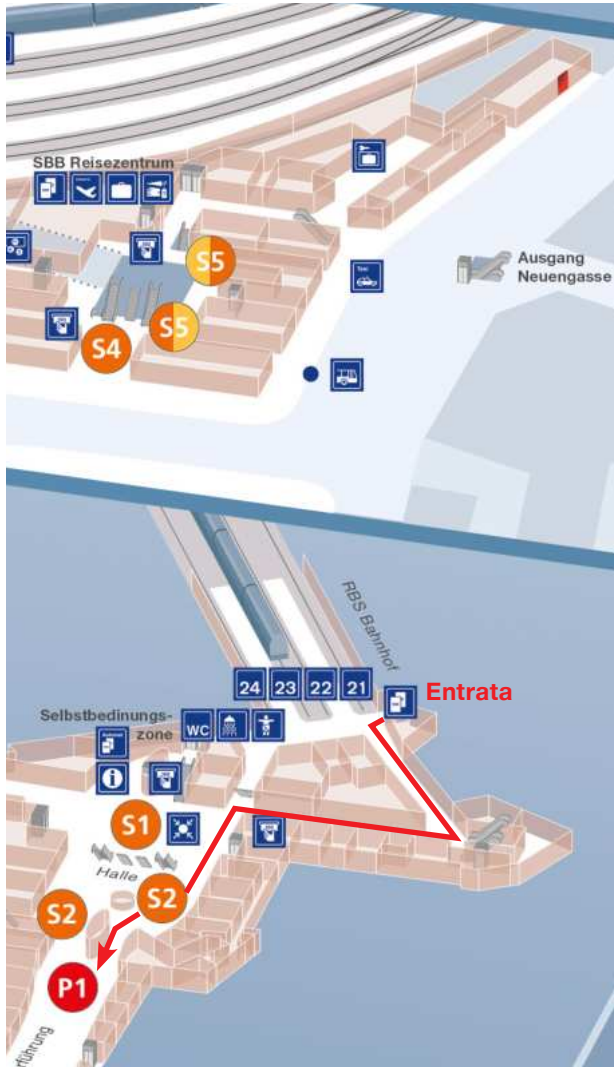 SBB Reisezentrum
S5
S5
S4
Taxi
Ausgang
Neuengasse
RBS Bahnhof
24
23
22
21
Entrata
Selbstbedinungs-
zone
WC
S1
Halle
S2
S2
P1